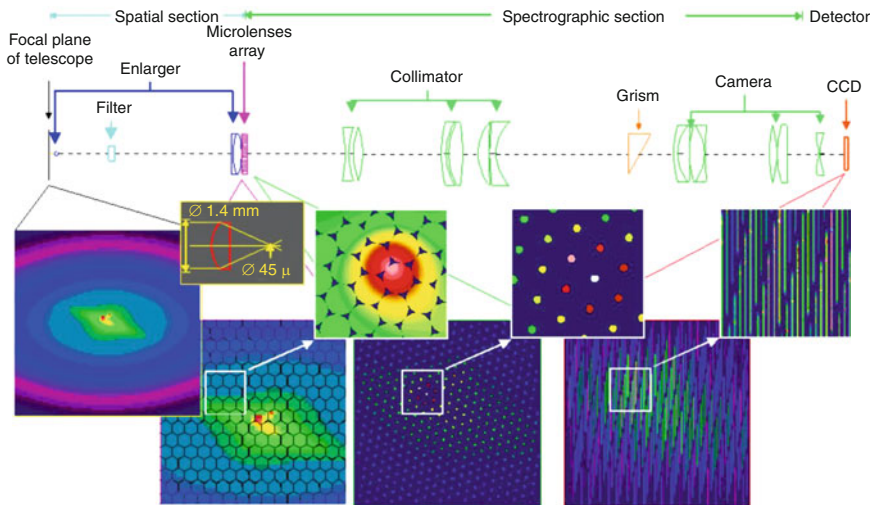 Spatial section
Spectrographic section
Detector
Focal plane
of telescope
Microlenses
array
Enlarger
Filter
Collimator
Grism
Camera
CCD
∅ 1.4 mm
∅ 45 μ